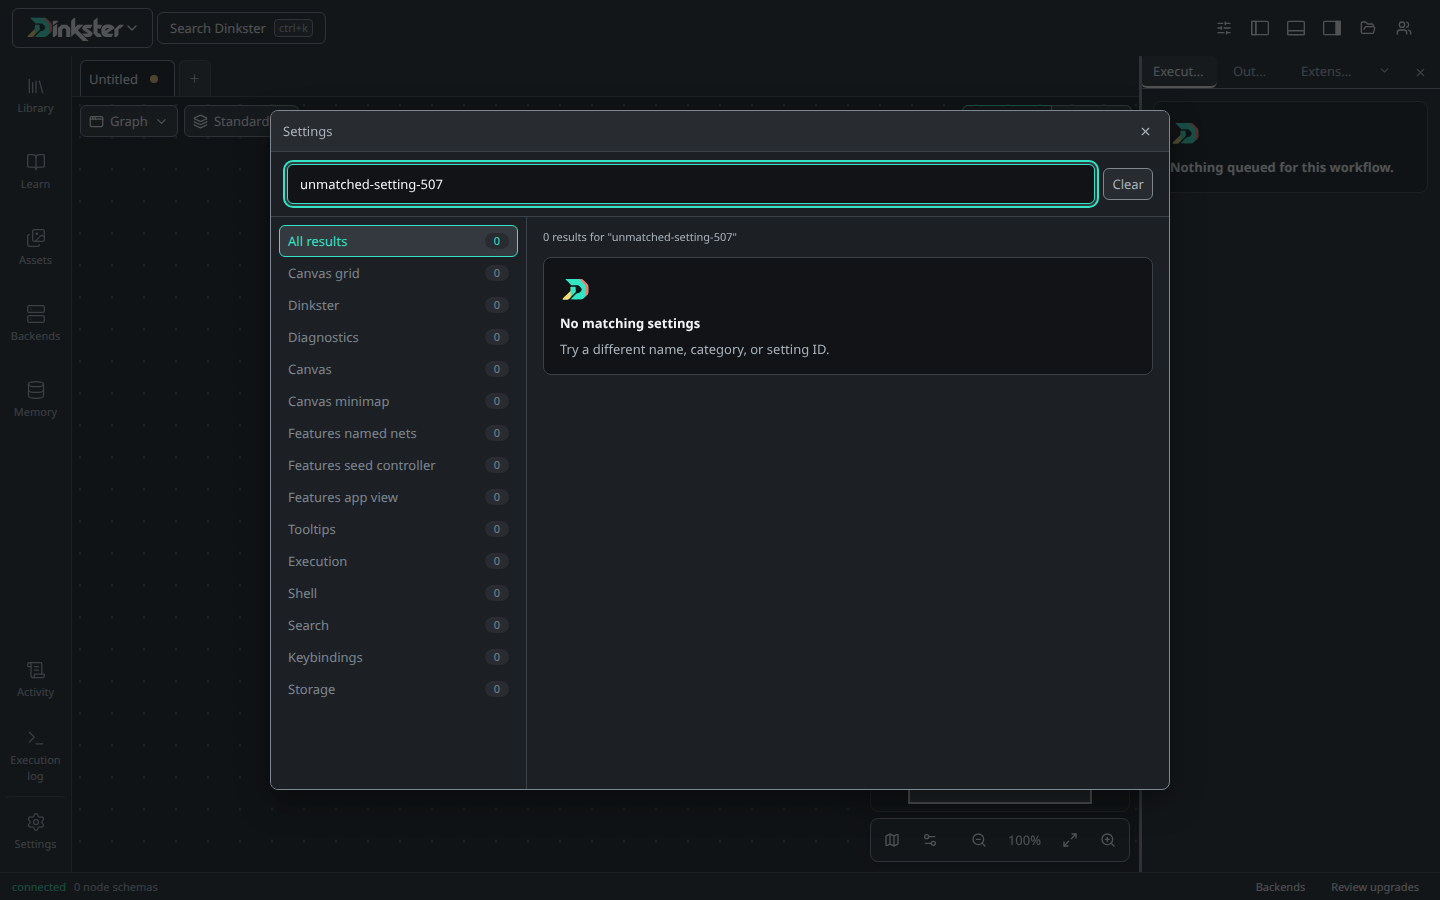 Dinkster
Search Dinkster ctrl+k
Untitled
+
Execut...
Out...
Extens...
Library
Learn
Assets
Backends
Memory
Activity
Execution
log
Settings
Graph
Standard
Nothing queued for this workflow.
Settings
unmatched-setting-507
Clear
All results 0
Canvas grid 0
Dinkster 0
Diagnostics 0
Canvas 0
Canvas minimap 0
Features named nets 0
Features seed controller 0
Features app view 0
Tooltips 0
Execution 0
Shell 0
Search 0
Keybindings 0
Storage 0
0 results for "unmatched-setting-507"
No matching settings
Try a different name, category, or setting ID.
100%
connected 0 node schemas
Backends
Review upgrades